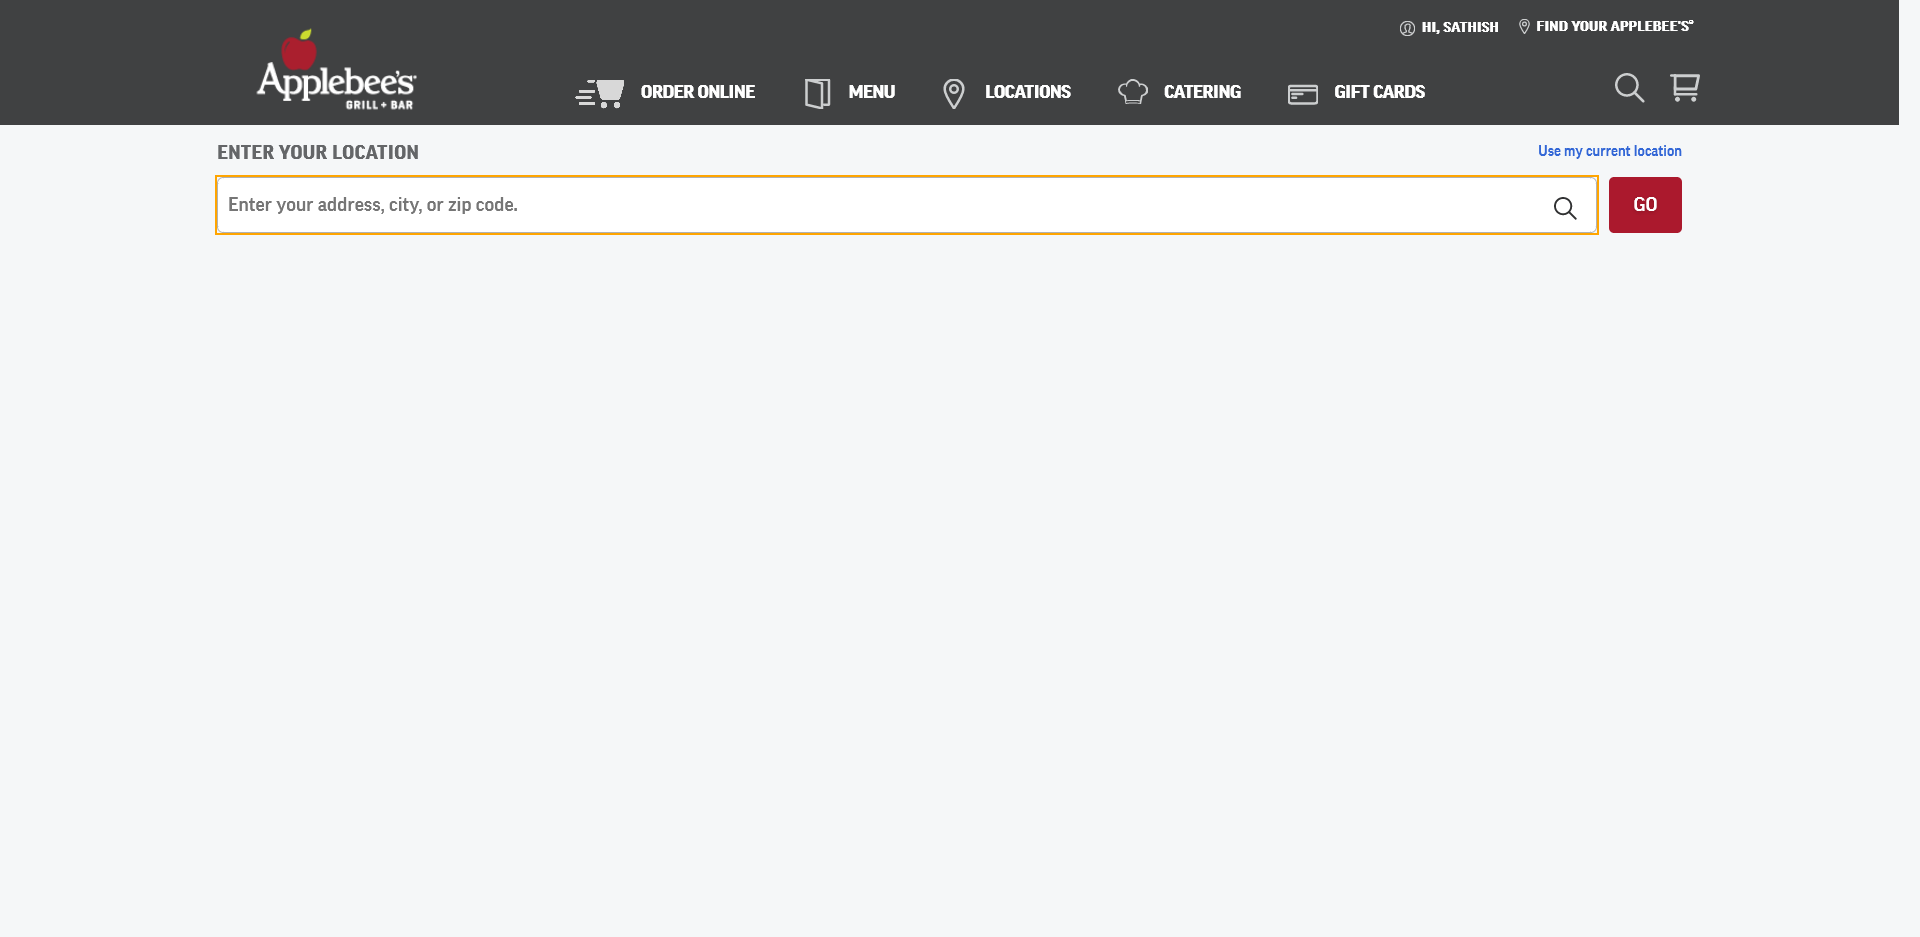 HI, SATHISH
FIND YOUR APPLEBEE'S®
Applebee's
GRILL + BAR
ORDER ONLINE
MENU
LOCATIONS
CATERING
GIFT CARDS
ENTER YOUR LOCATION
Use my current location
Enter your address, city, or zip code.
GO